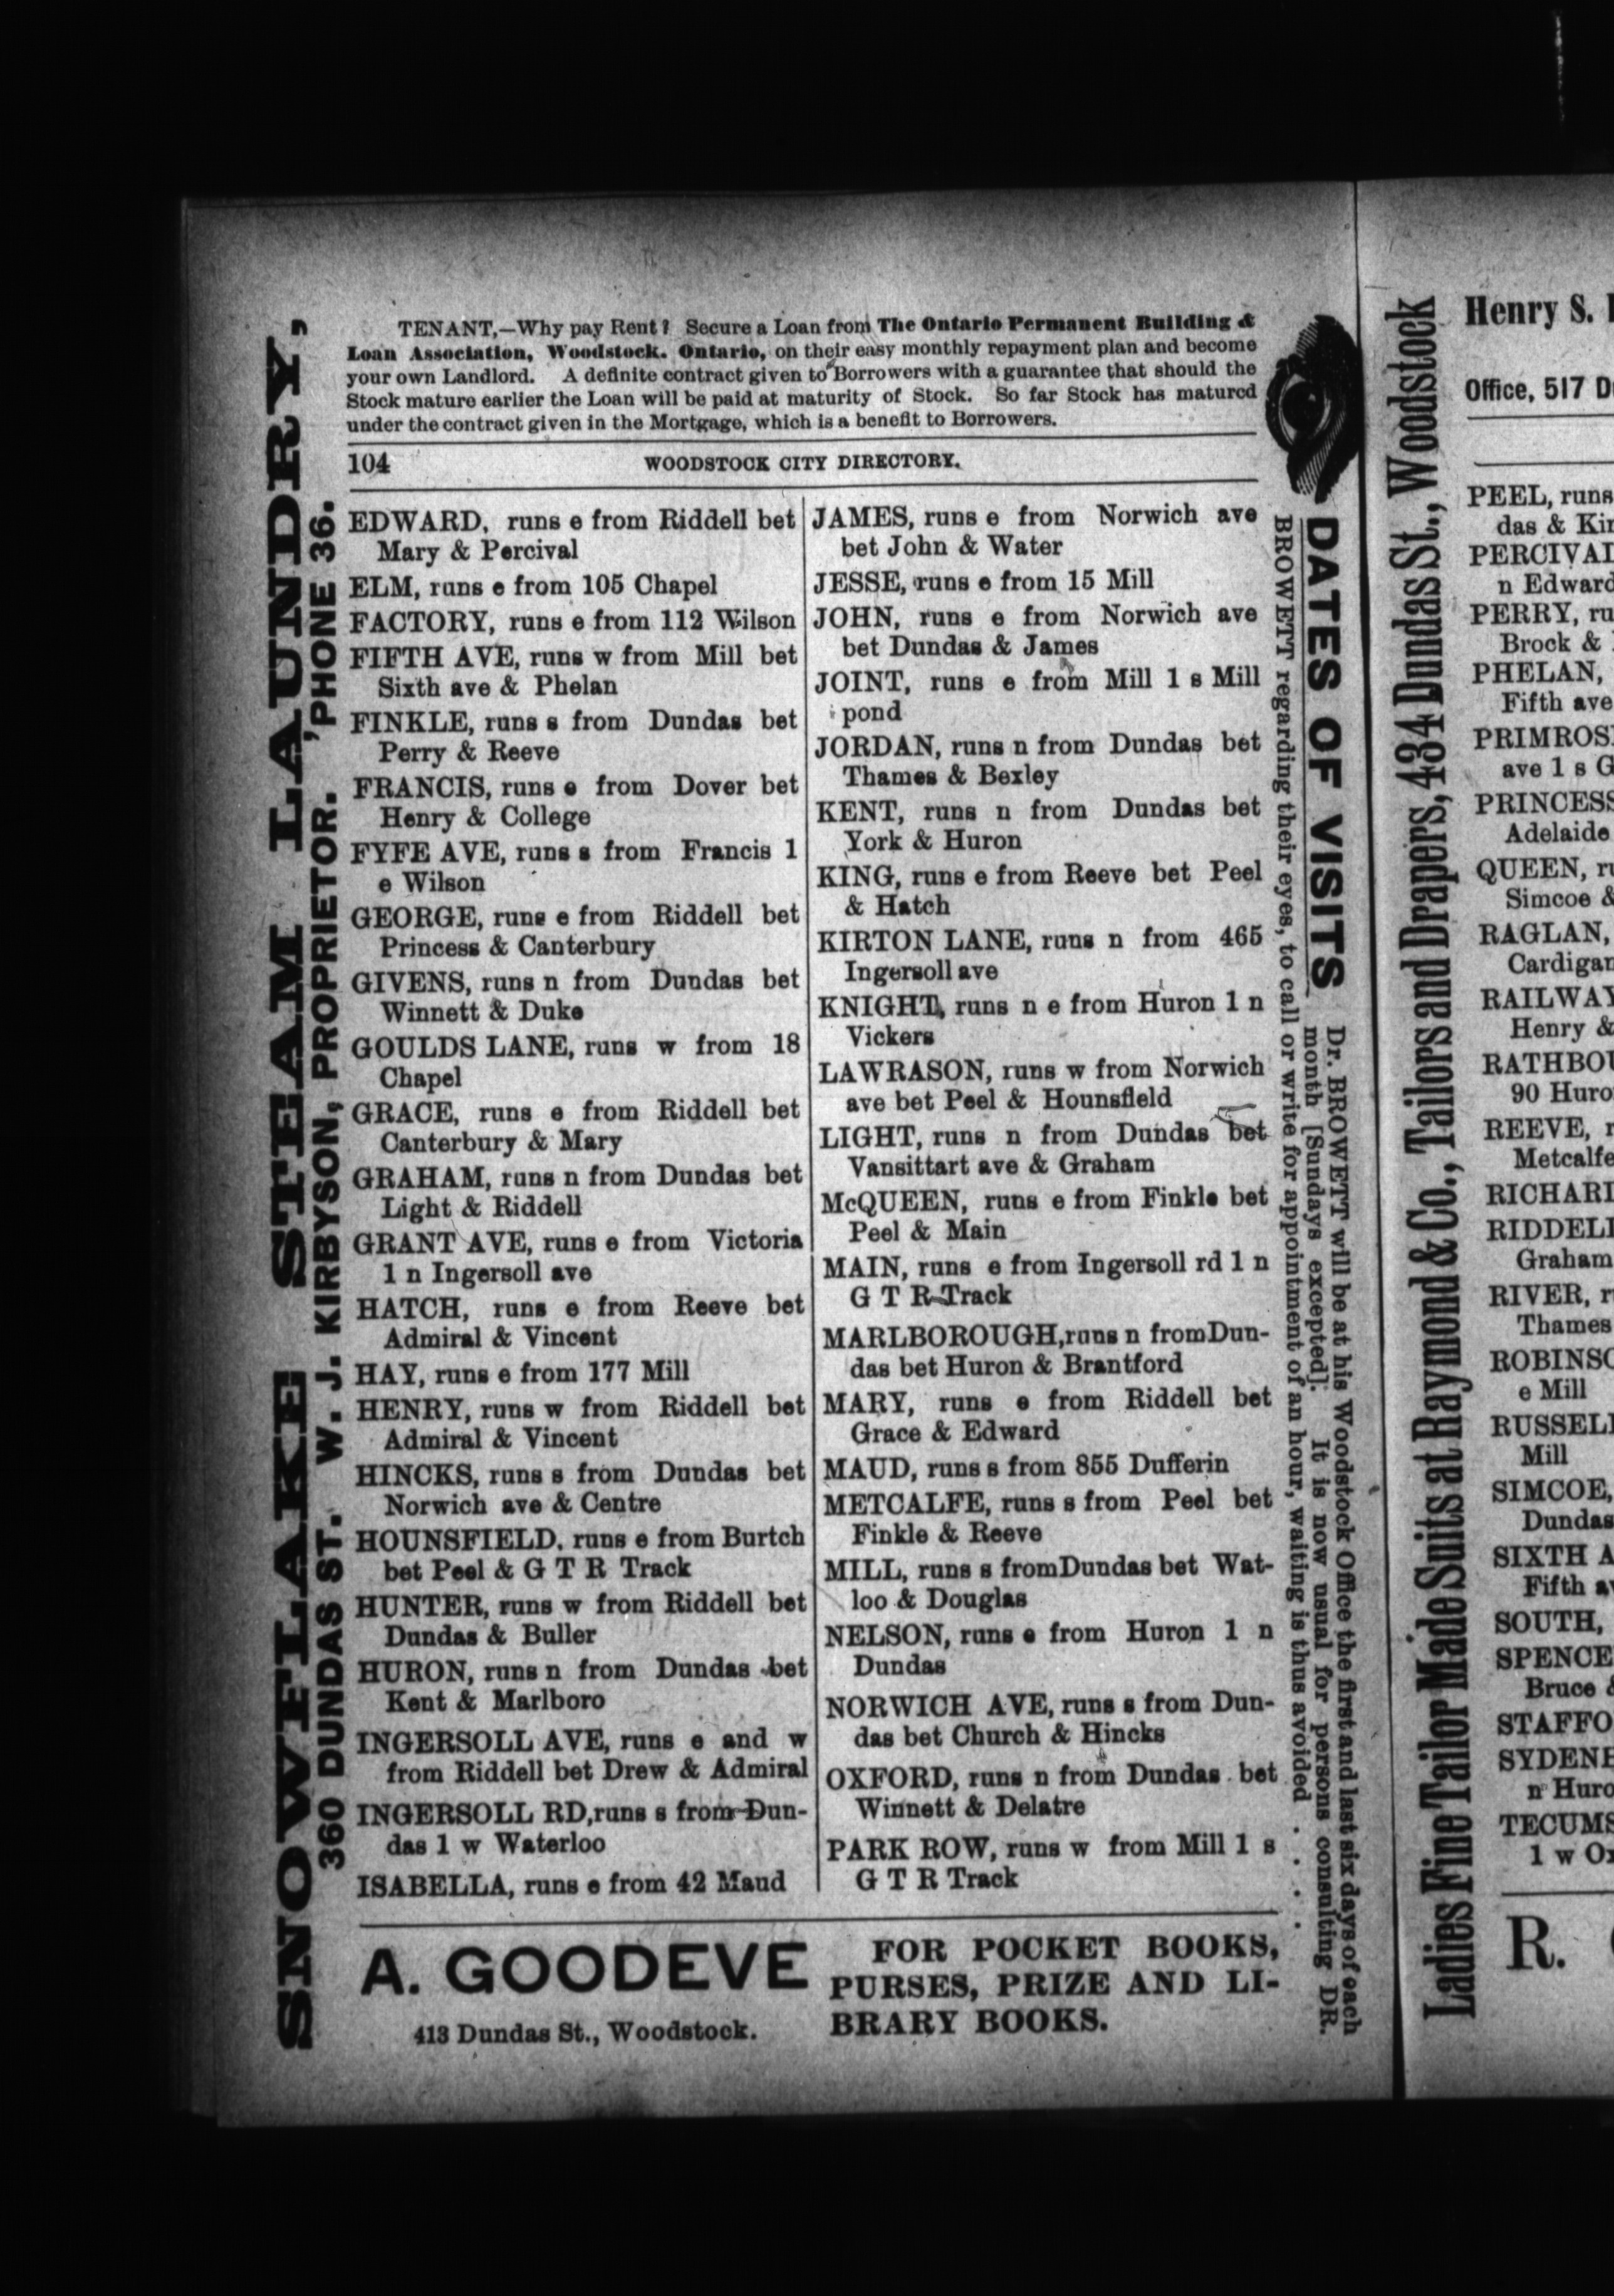 TENANT,—Why pay Rent? Secure a Loan from The Ontario Permanent Building &
Loan Association, Woodstock. Ontario, on their easy monthly repayment plan and become
your own Landlord. A definite contract given to Borrowers with a guarantee that should the
Stock mature earlier the Loan will be paid at maturity of Stock. So far Stock has matured
under the contract given in the Mortgage, which is a benefit to Borrowers.
104 WOODSTOCK CITY DIRECTORY.
EDWARD, runs e from Riddell bet
Mary & Percival
ELM, runs e from 105 Chapel
FACTORY, runs e from 112 Wilson
FIFTH AVE, runs w from Mill bet
Sixth ave & Phelan
FINKLE, runs s from Dundas bet
Perry & Reeve
FRANCIS, runs e from Dover bet
Henry & College
FYFE AVE, runs s from Francis 1
e Wilson
GEORGE, runs e from Riddell bet
Princess & Canterbury
GIVENS, runs n from Dundas bet
Winnett & Duke
GOULDS LANE, runs w from 18
Chapel
GRACE, runs e from Riddell bet
Canterbury & Mary
GRAHAM, runs n from Dundas bet
Light & Riddell
GRANT AVE, runs e from Victoria
1 n Ingersoll ave
HATCH, runs e from Reeve bet
Admiral & Vincent
HAY, runs e from 177 Mill
HENRY, runs w from Riddell bet
Admiral & Vincent
HINCKS, runs s from Dundas bet
Norwich ave & Centre
HOUNSFIELD, runs e from Burtch
bet Peel & G T R Track
HUNTER, runs w from Riddell bet
Dundas & Buller
HURON, runs n from Dundas bet
Kent & Marlboro
INGERSOLL AVE, runs e and w
from Riddell bet Drew & Admiral
INGERSOLL RD,runs s from Dun-
das 1 w Waterloo
ISABELLA, runs e from 42 Maud
JAMES, runs e from Norwich ave
bet John & Water
JESSE, runs e from 15 Mill
JOHN, runs e from Norwich ave
bet Dundas & James
JOINT, runs e from Mill 1 s Mill
pond
JORDAN, runs n from Dundas bet
Thames & Bexley
KENT, runs n from Dundas bet
York & Huron
KING, runs e from Reeve bet Peel
& Hatch
KIRTON LANE, runs n from 465
Ingersoll ave
KNIGHT, runs n e from Huron 1 n
Vickers
LAWRASON, runs w from Norwich
ave bet Peel & Hounsfield
LIGHT, runs n from Dundas bet
Vansittart ave & Graham
McQUEEN, runs e from Finkle bet
Peel & Main
MAIN, runs e from Ingersoll rd 1 n
G T R Track
MARLBOROUGH,runs n fromDun-
das bet Huron & Brantford
MARY, runs e from Riddell bet
Grace & Edward
MAUD, runs s from 855 Dufferin
METCALFE, runs s from Peel bet
Finkle & Reeve
MILL, runs s fromDundas bet Wat-
loo & Douglas
NELSON, runs e from Huron 1 n
Dundas
NORWICH AVE, runs s from Dun-
das bet Church & Hincks
OXFORD, runs n from Dundas bet
Winnett & Delatre
PARK ROW, runs w from Mill 1 s
G T R Track
A. GOODEVE
413 Dundas St., Woodstock.
FOR POCKET BOOKS,
PURSES, PRIZE AND LI-
BRARY BOOKS.
SNOWFLAKE STEAM LAUNDRY,
360 DUNDAS ST. W. J. KIRBYSON, PROPRIETOR. 'PHONE 36.
DATES OF VISITS
Dr. BROWETT will be at his Woodstock Office the first and last six days of each
month [Sundays excepted]. It is now usual for persons consulting DR.
BROWETT regarding their eyes, to call or write for appointment of an hour, waiting is thus avoided . . . .
Ladies Fine Tailor Made Suits at Raymond & Co., Tailors and Drapers, 434 Dundas St., Woodstock
Henry S.
Office, 517
PEEL, runs
das &
PERCIVAL
n Edward
PERRY,
Brock &
PHELAN,
Fifth ave
PRIMROSE
ave 1 s G
PRINCESS
Adelaide
QUEEN,
Simcoe &
RAGLAN,
Cardigan
RAILWAY
Henry &
90 Huron
REEVE,
Metcalfe
RIDDELL
Graham
RIVER,
Thames
e Mill
RUSSELL
Mill
SIMCOE,
Dundas
SIXTH
Fifth
SOUTH,
Bruce &
n Huron
1 w
R.